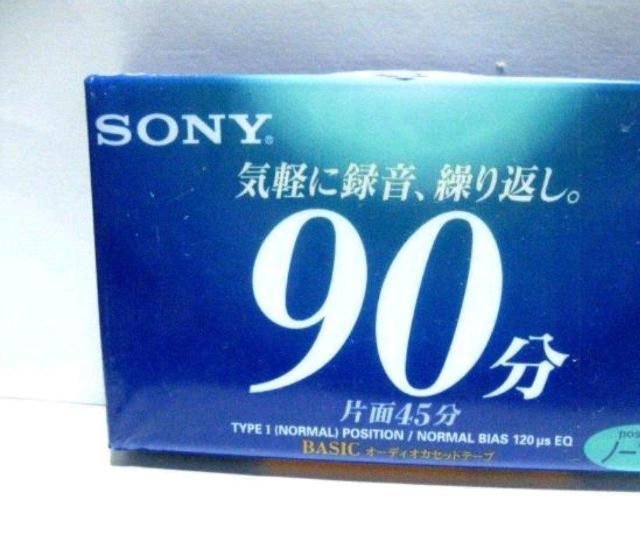 SONY®
気軽に録音、繰り返し。
90分
片面45分
TYPE I (NORMAL) POSITION / NORMAL BIAS 120 µs EQ
BASIC オーディオカセットテープ